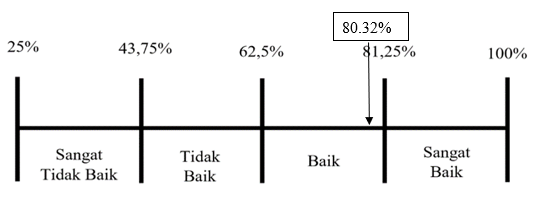 80.32%
25%
43,75%
62,5%
81,25%
100%
Sangat
Tidak Baik
Tidak
Baik
Baik
Sangat
Baik